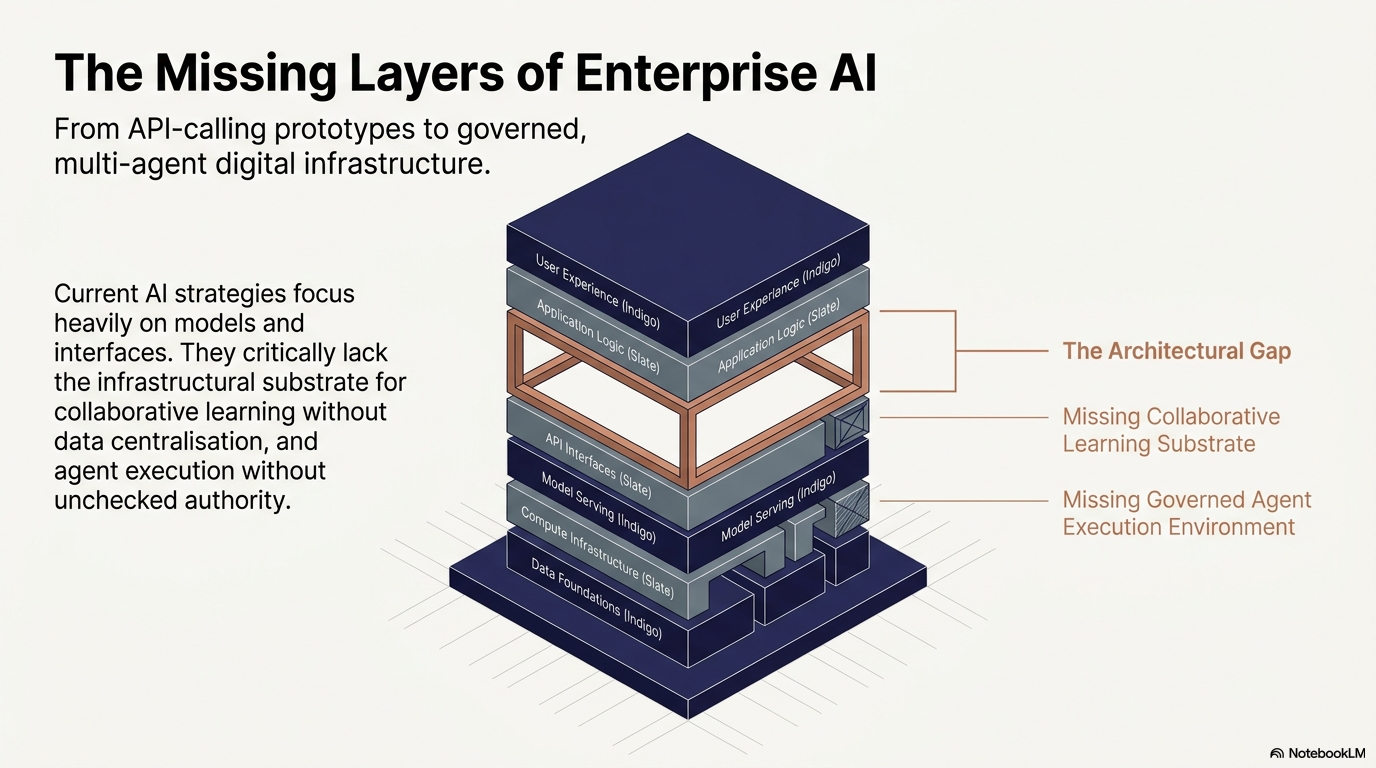 The Missing Layers of Enterprise AI
From API-calling prototypes to governed,
multi-agent digital infrastructure.
Current AI strategies focus
heavily on models and
interfaces. They critically lack
the infrastructural substrate for
collaborative learning without
data centralisation, and
agent execution without
unchecked authority.
User Experience (Indigo)
User Experiance (Indigo)
Application Logic (Slate)
Application Logic (Slate)
API Interfaces (Slate)
Model Serving (Indigo)
Model Serving (Indigo)
Compute Infrastructure (Slate)
Data Foundations (Indigo)
The Architectural Gap
Missing Collaborative
Learning Substrate
Missing Governed Agent
Execution Environment
NotebookLM